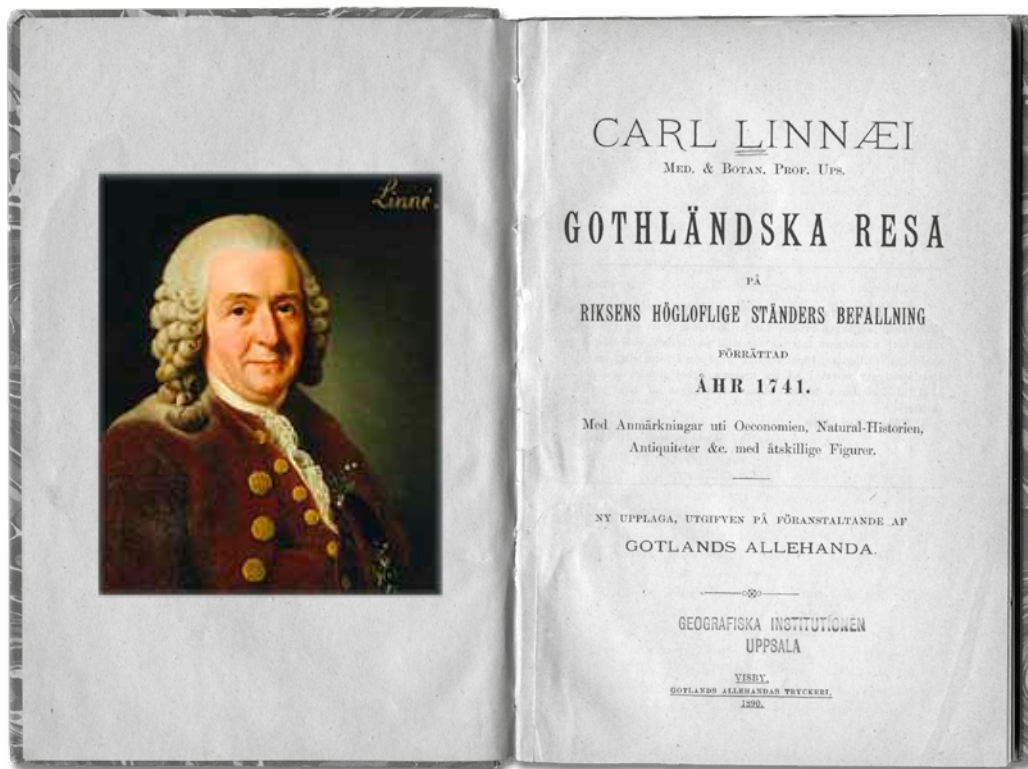 Linné.
CARL LINNÆI
MED. & BOTAN. PROF. UPS.
GOTHLÄNDSKA RESA
PÅ
RIKSENS HÖGLOFLIGE STÄNDERS BEFALLNING
FÖRRÄTTAD
ÅHR 1741.
Med Anmärkningar uti Oeconomien, Natural-Historien,
Antiquiteter &c. med åtskillige Figurer.
NY UPPLAGA, UTGIFVEN PÅ FÖRANSTALTANDE AF
GOTLANDS ALLEHANDA.
GEOGRAFISKA INSTITUTIONEN
UPPSALA
VISBY,
GOTLANDS ALLEHANDAS TRYCKERI,
1890.